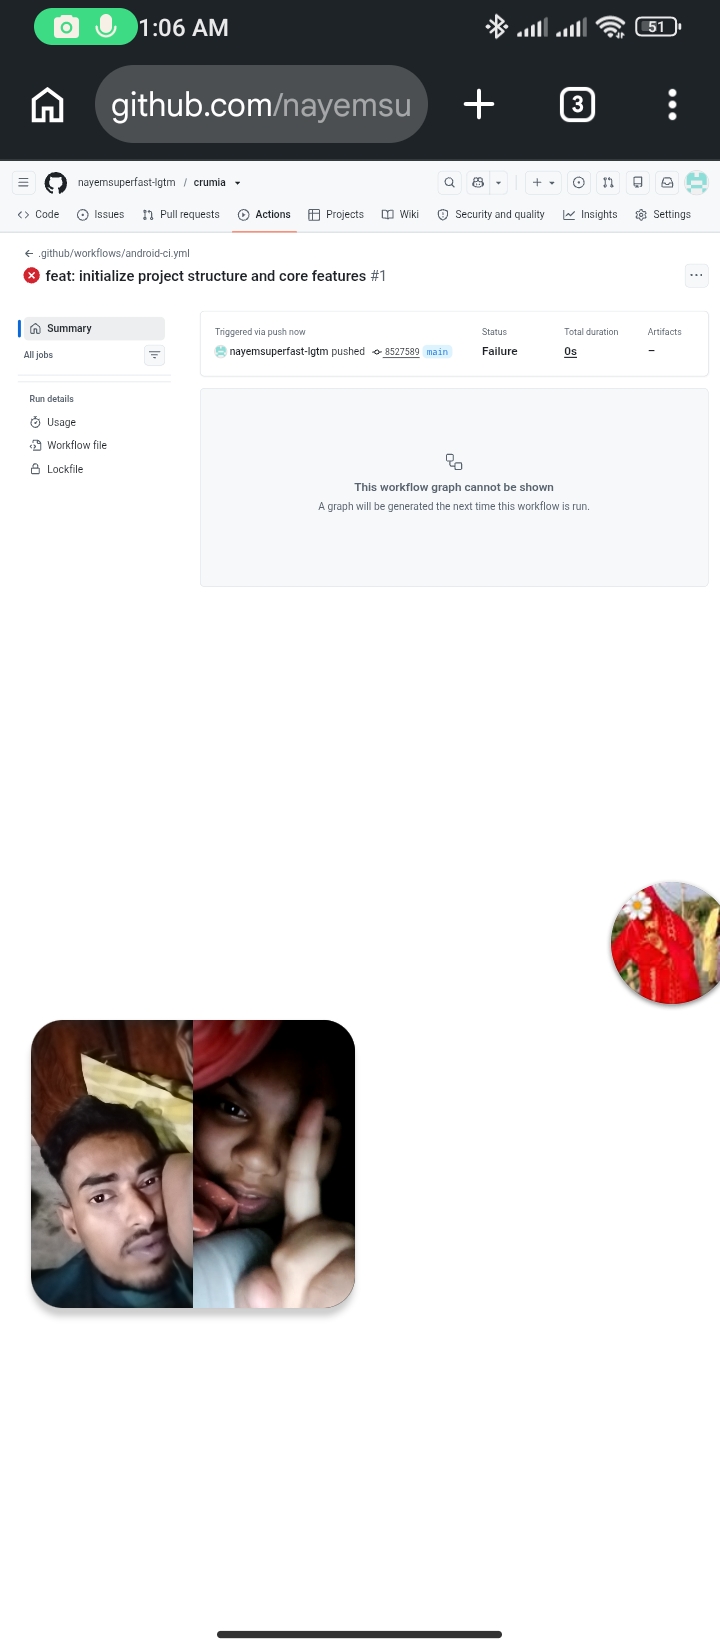 1:06 AM
51
github.com/nayemsu
3
nayemsuperfast-lgtm / crumia
Code Issues Pull requests Actions Projects Wiki Security and quality Insights Settings
.github/workflows/android-ci.yml
feat: initialize project structure and core features #1
Summary
All jobs
Run details
Usage
Workflow file
Lockfile
Triggered via push now
nayemsuperfast-lgtm pushed 8527589 main
Status
Failure
Total duration
0s
Artifacts
–
This workflow graph cannot be shown
A graph will be generated the next time this workflow is run.